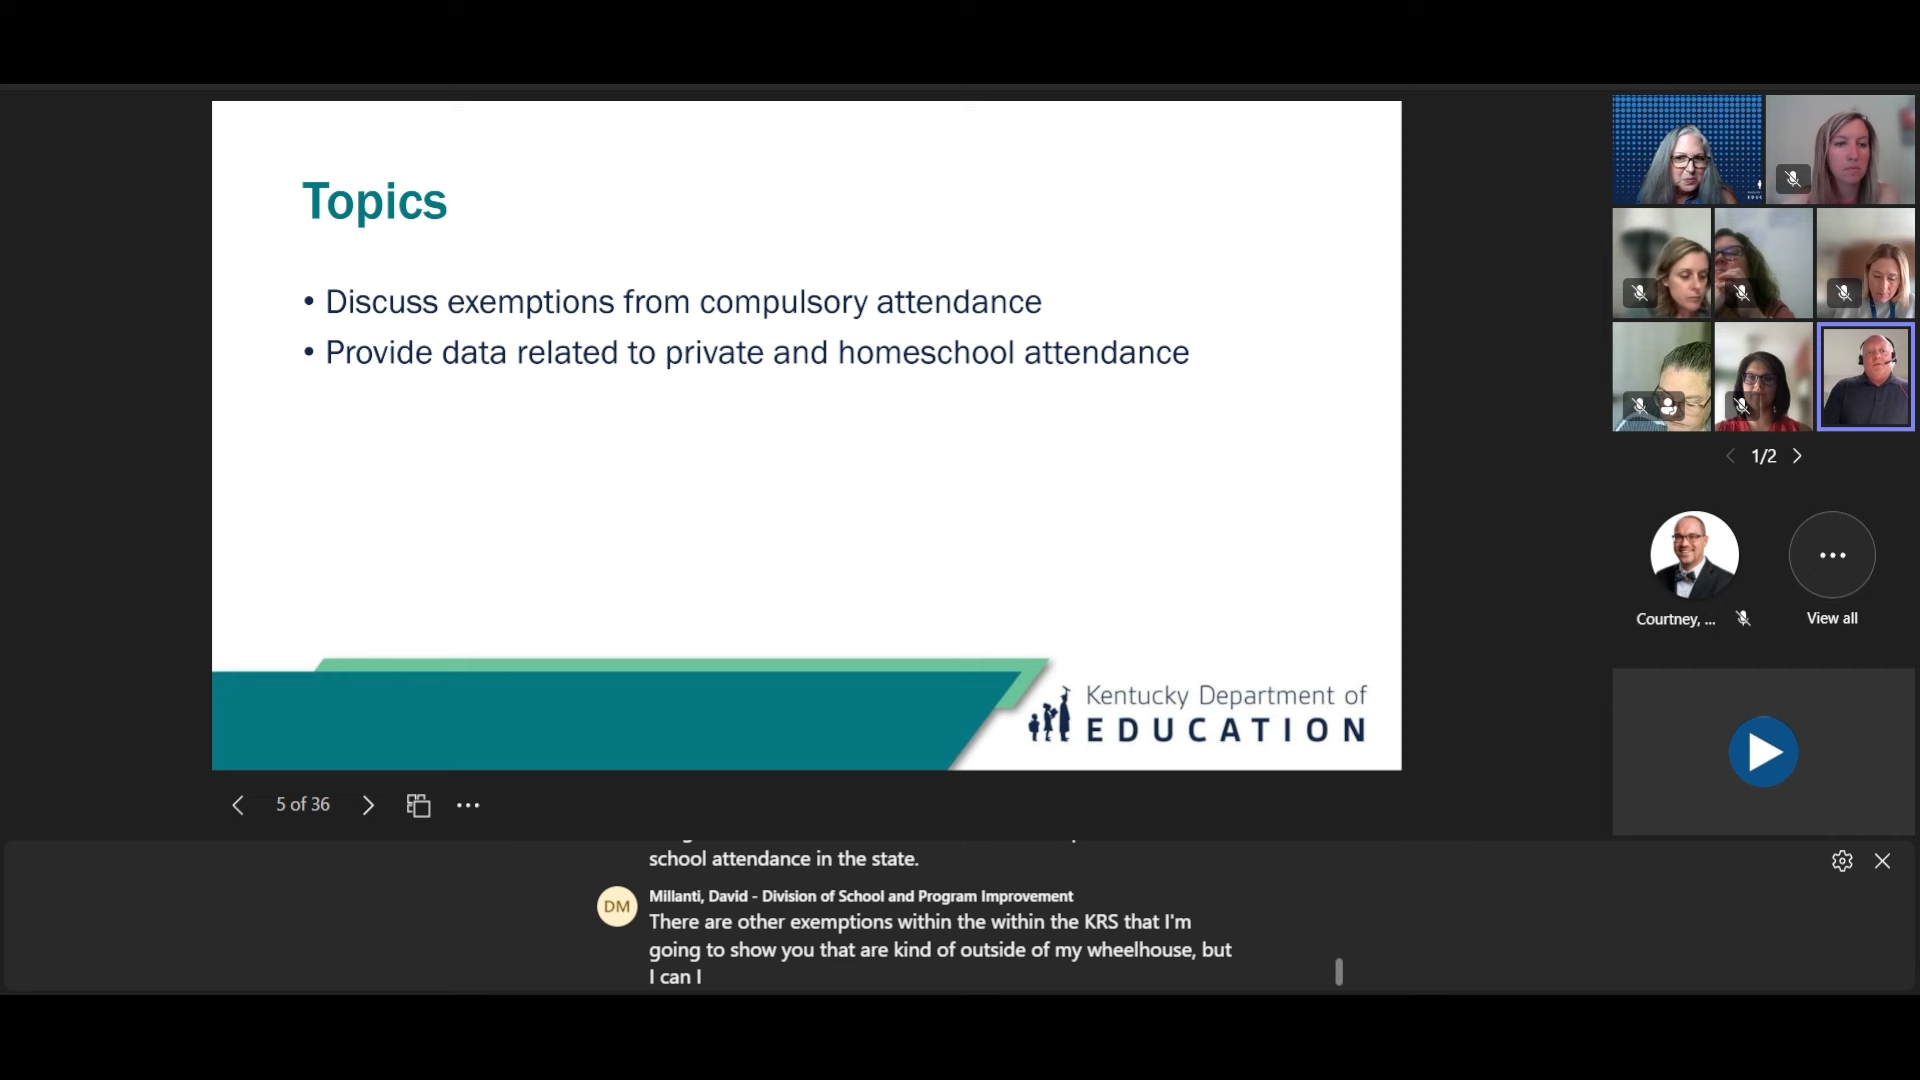 Topics
• Discuss exemptions from compulsory attendance
• Provide data related to private and homeschool attendance
Kentucky Department of
EDUCATION
5 of 36
1/2
Courtney, ...
View all
school attendance in the state.
DM
Millanti, David - Division of School and Program Improvement
There are other exemptions within the within the KRS that I'm
going to show you that are kind of outside of my wheelhouse, but
I can I